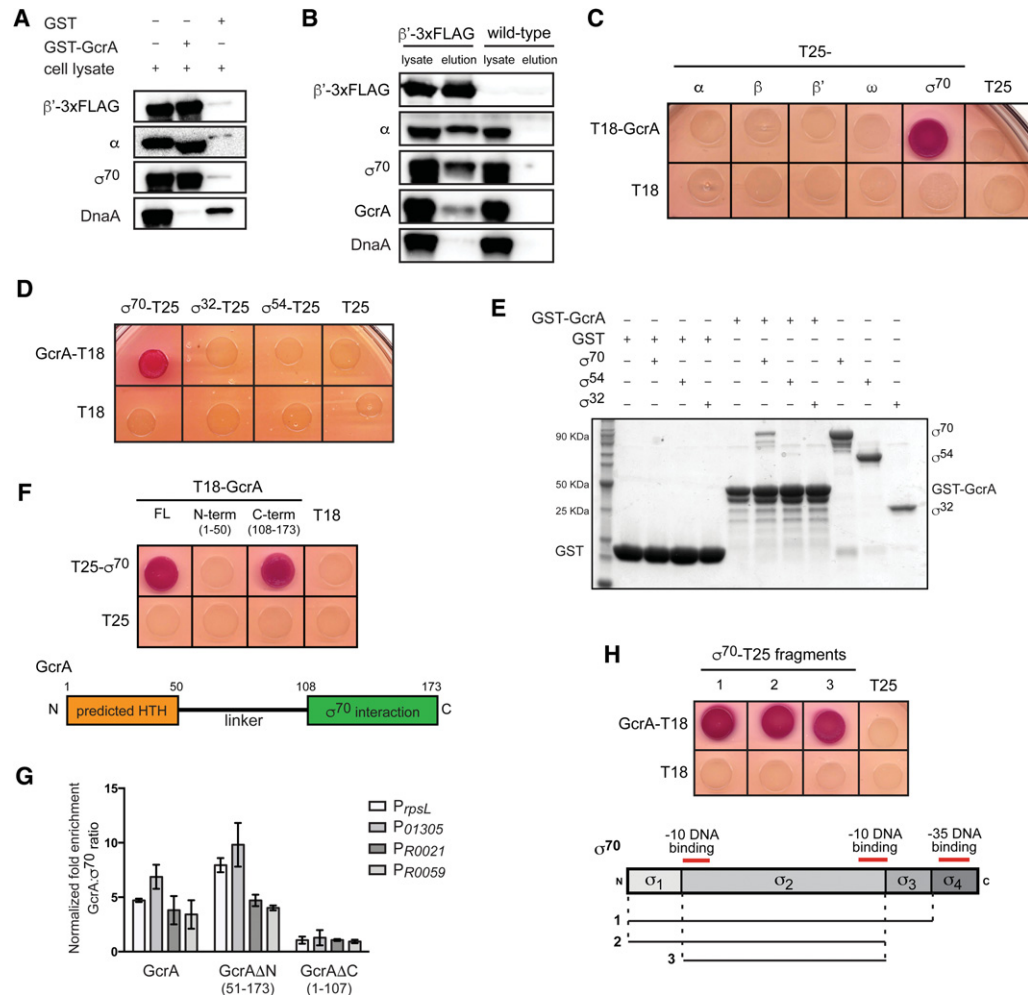 A
GST – – +
GST-GcrA – + –
cell lysate + + +
β'-3xFLAG
α
σ70
DnaA
B
β'-3xFLAG wild-type
lysate elution lysate elution
β'-3xFLAG
α
σ70
GcrA
DnaA
C
T25-
α β β' ω σ70 T25
T18-GcrA
T18
D
σ70-T25 σ32-T25 σ54-T25 T25
GcrA-T18
T18
E
GST-GcrA – – – – + + + + – – –
GST + + + + – – – – – – –
σ70 – + – – – + – – + – –
σ54 – – + – – – + – – + –
σ32 – – – + – – – + – – +
90 KDa
50 KDa
25 KDa
GST
σ70
σ54
GST-GcrA
σ32
F
T18-GcrA
FL N-term C-term T18
(1-50) (108-173)
T25-σ70
T25
GcrA
1 50 108 173
N predicted HTH linker σ70 interaction C
G
Normalized fold enrichment
GcrA:σ70 ratio
15
10
5
0
PrpsL
P01305
PR0021
PR0059
GcrA GcrAΔN GcrAΔC
(51-173) (1-107)
H
σ70-T25 fragments
1 2 3 T25
GcrA-T18
T18
-10 DNA binding -10 DNA binding -35 DNA binding
σ70
N σ1 σ2 σ3 σ4 C
1
2
3